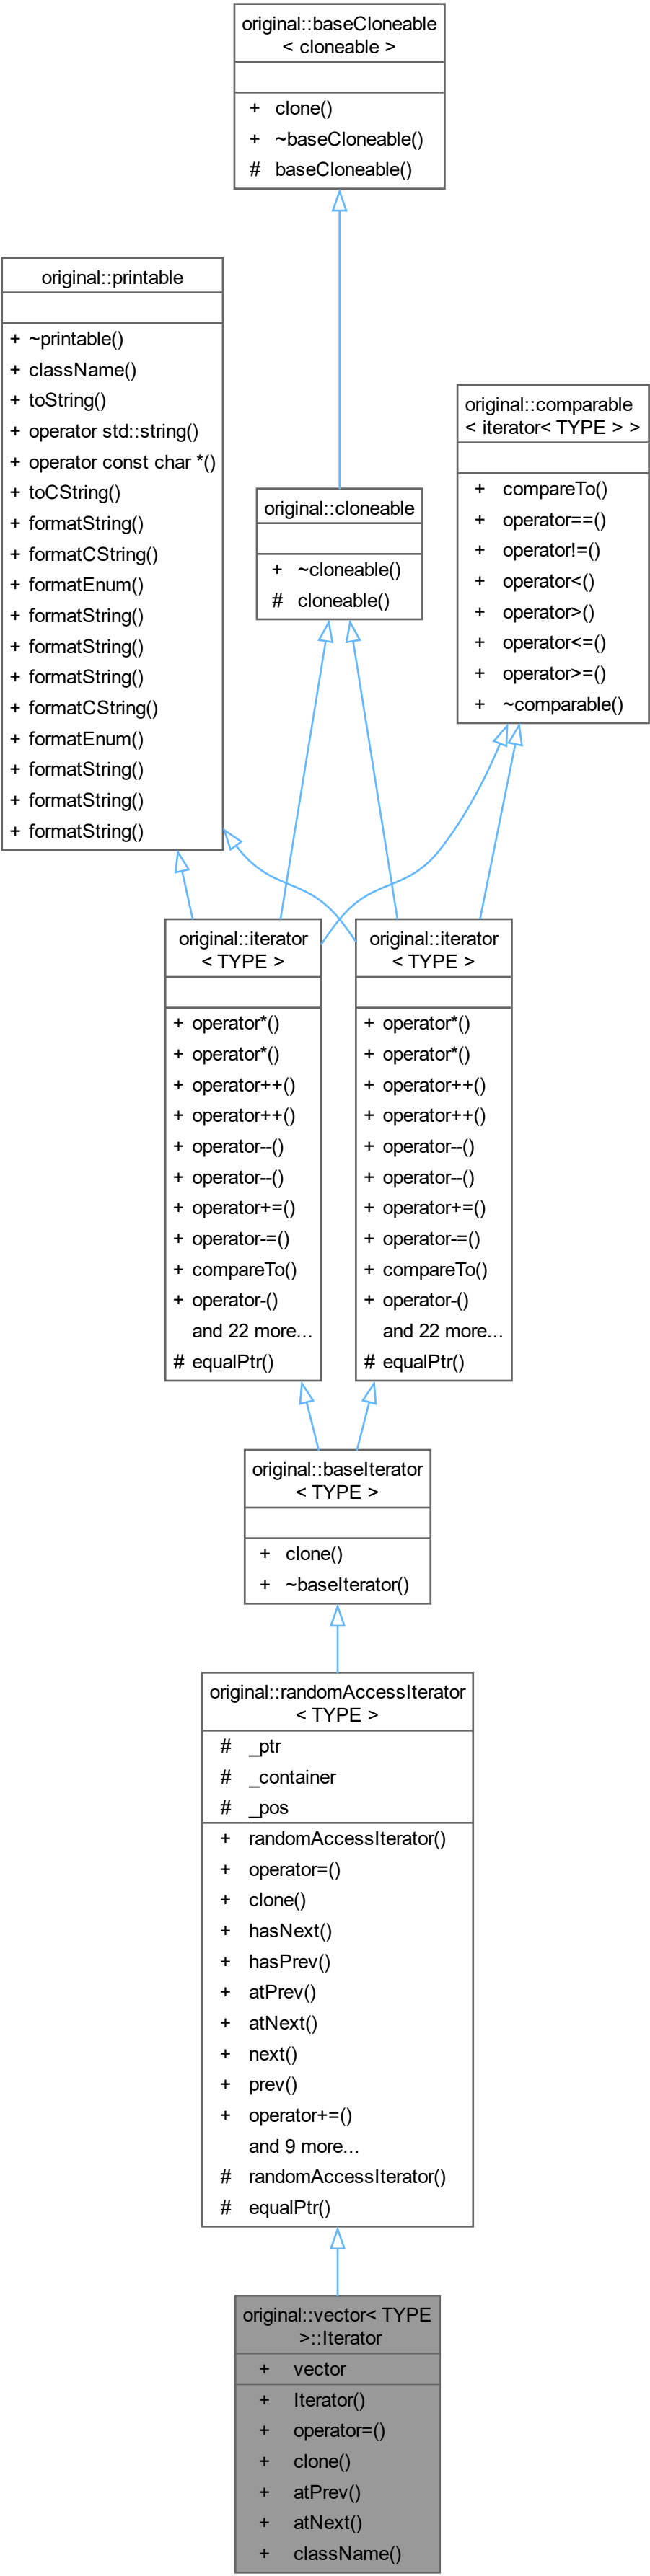 original::baseCloneable
< cloneable >
+ clone()
+ ~baseCloneable()
# baseCloneable()
original::printable
+ ~printable()
+ className()
+ toString()
+ operator std::string()
+ operator const char *()
+ toCString()
+ formatString()
+ formatCString()
+ formatEnum()
+ formatString()
+ formatString()
+ formatString()
+ formatCString()
+ formatEnum()
+ formatString()
+ formatString()
+ formatString()
original::comparable
< iterator< TYPE > >
+ compareTo()
+ operator==()
+ operator!=()
+ operator<()
+ operator>()
+ operator<=()
+ operator>=()
+ ~comparable()
original::cloneable
+ ~cloneable()
# cloneable()
original::iterator
< TYPE >
+ operator*()
+ operator*()
+ operator++()
+ operator++()
+ operator--()
+ operator--()
+ operator+=()
+ operator-=()
+ compareTo()
+ operator-()
and 22 more...
# equalPtr()
original::iterator
< TYPE >
+ operator*()
+ operator*()
+ operator++()
+ operator++()
+ operator--()
+ operator--()
+ operator+=()
+ operator-=()
+ compareTo()
+ operator-()
and 22 more...
# equalPtr()
original::baseIterator
< TYPE >
+ clone()
+ ~baseIterator()
original::randomAccessIterator
< TYPE >
# _ptr
# _container
# _pos
+ randomAccessIterator()
+ operator=()
+ clone()
+ hasNext()
+ hasPrev()
+ atPrev()
+ atNext()
+ next()
+ prev()
+ operator+=()
and 9 more...
# randomAccessIterator()
# equalPtr()
original::vector< TYPE
>::Iterator
+ vector
+ Iterator()
+ operator=()
+ clone()
+ atPrev()
+ atNext()
+ className()